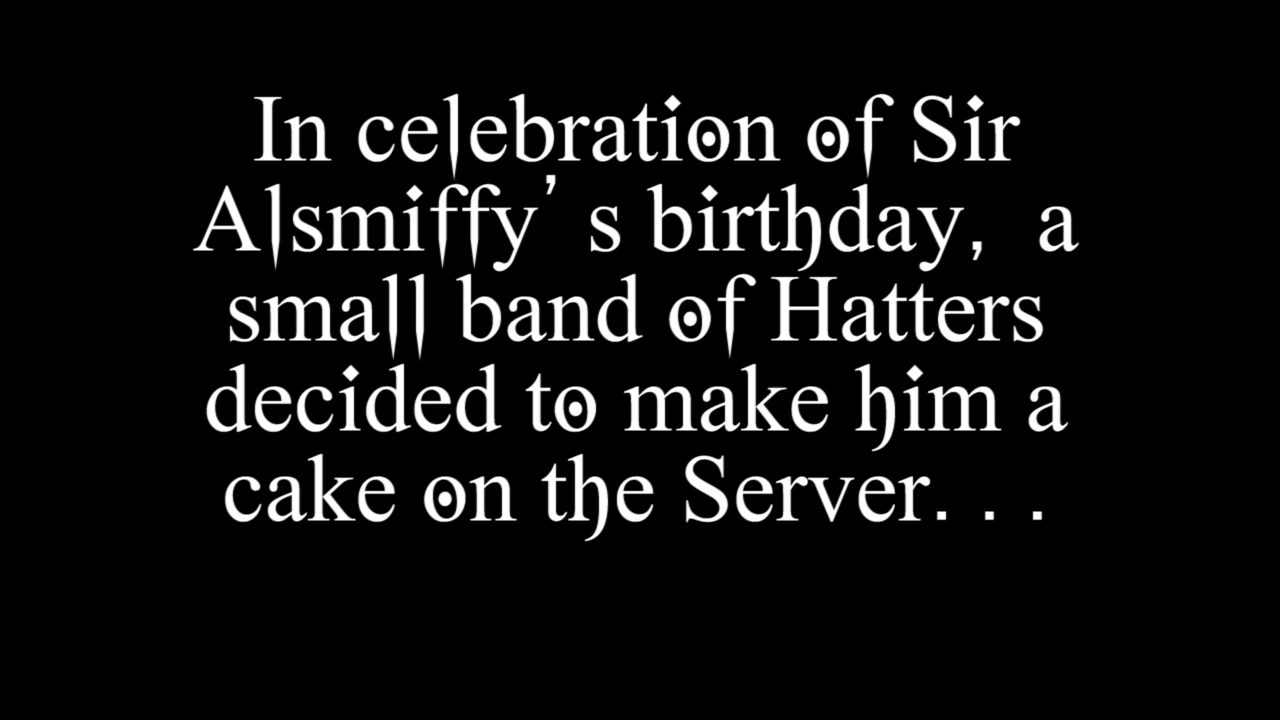 In celebration of Sir
Alsmiffy's birthday, a
small band of Hatters
decided to make him a
cake on the Server...